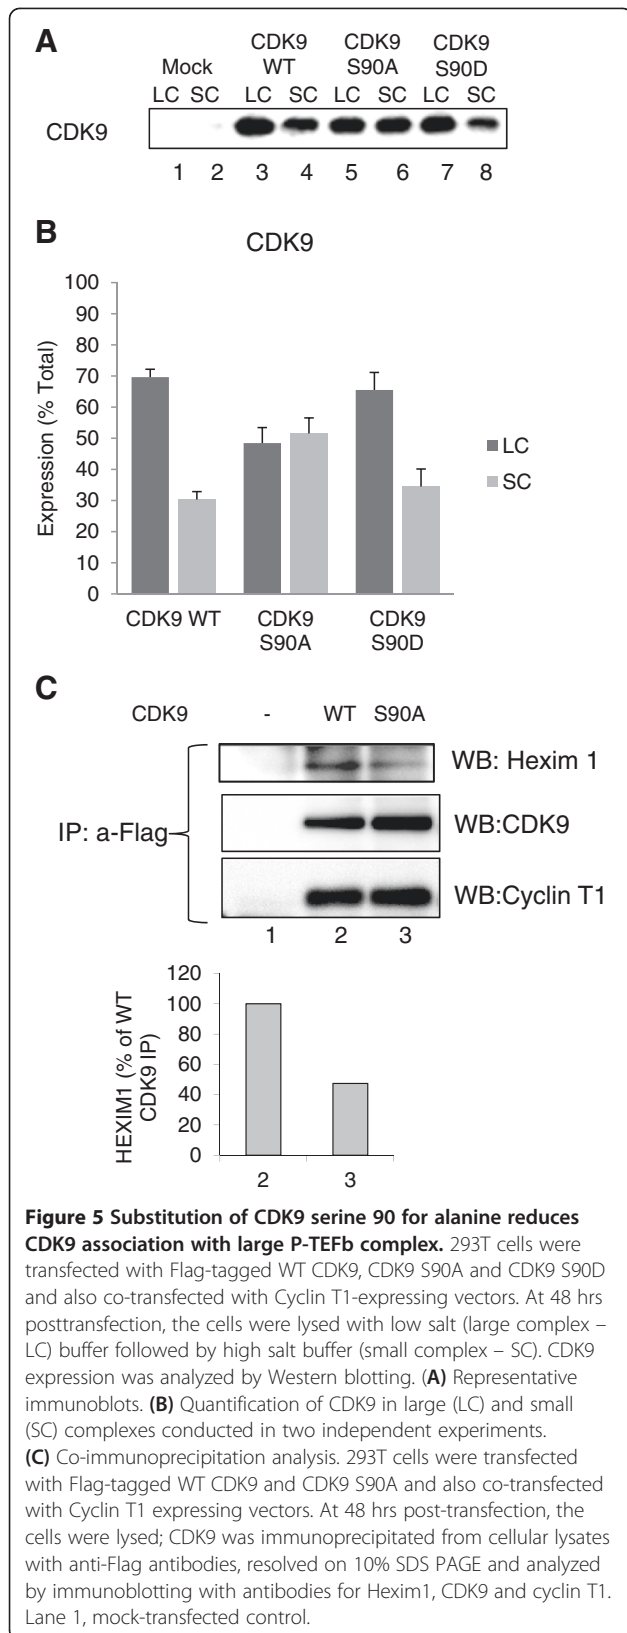 A
Mock CDK9 WT CDK9 S90A CDK9 S90D
LC SC LC SC LC SC LC SC
CDK9
1 2 3 4 5 6 7 8
B
CDK9
Expression (% Total)
100
90
80
70
60
50
40
30
20
10
0
LC
SC
CDK9 WT CDK9 S90A CDK9 S90D
C
CDK9 - WT S90A
IP: a-Flag
WB: Hexim 1
WB:CDK9
WB:Cyclin T1
1 2 3
HEXIM1 (% of WT CDK9 IP)
120
100
80
60
40
20
0
2 3
Figure 5 Substitution of CDK9 serine 90 for alanine reduces
CDK9 association with large P-TEFb complex. 293T cells were
transfected with Flag-tagged WT CDK9, CDK9 S90A and CDK9 S90D
and also co-transfected with Cyclin T1-expressing vectors. At 48 hrs
posttransfection, the cells were lysed with low salt (large complex –
LC) buffer followed by high salt buffer (small complex – SC). CDK9
expression was analyzed by Western blotting. (A) Representative
immunoblots. (B) Quantification of CDK9 in large (LC) and small
(SC) complexes conducted in two independent experiments.
(C) Co-immunoprecipitation analysis. 293T cells were transfected
with Flag-tagged WT CDK9 and CDK9 S90A and also co-transfected
with Cyclin T1 expressing vectors. At 48 hrs post-transfection, the
cells were lysed; CDK9 was immunoprecipitated from cellular lysates
with anti-Flag antibodies, resolved on 10% SDS PAGE and analyzed
by immunoblotting with antibodies for Hexim1, CDK9 and cyclin T1.
Lane 1, mock-transfected control.